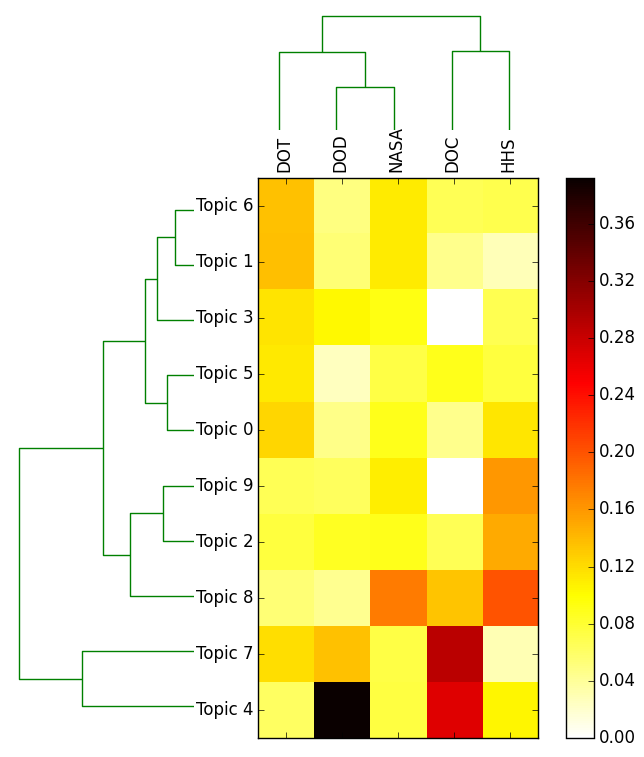 DOT DOD NASA DOC HHS
Topic 6
Topic 1
Topic 3
Topic 5
Topic 0
Topic 9
Topic 2
Topic 8
Topic 7
Topic 4
0.36
0.32
0.28
0.24
0.20
0.16
0.12
0.08
0.04
0.00